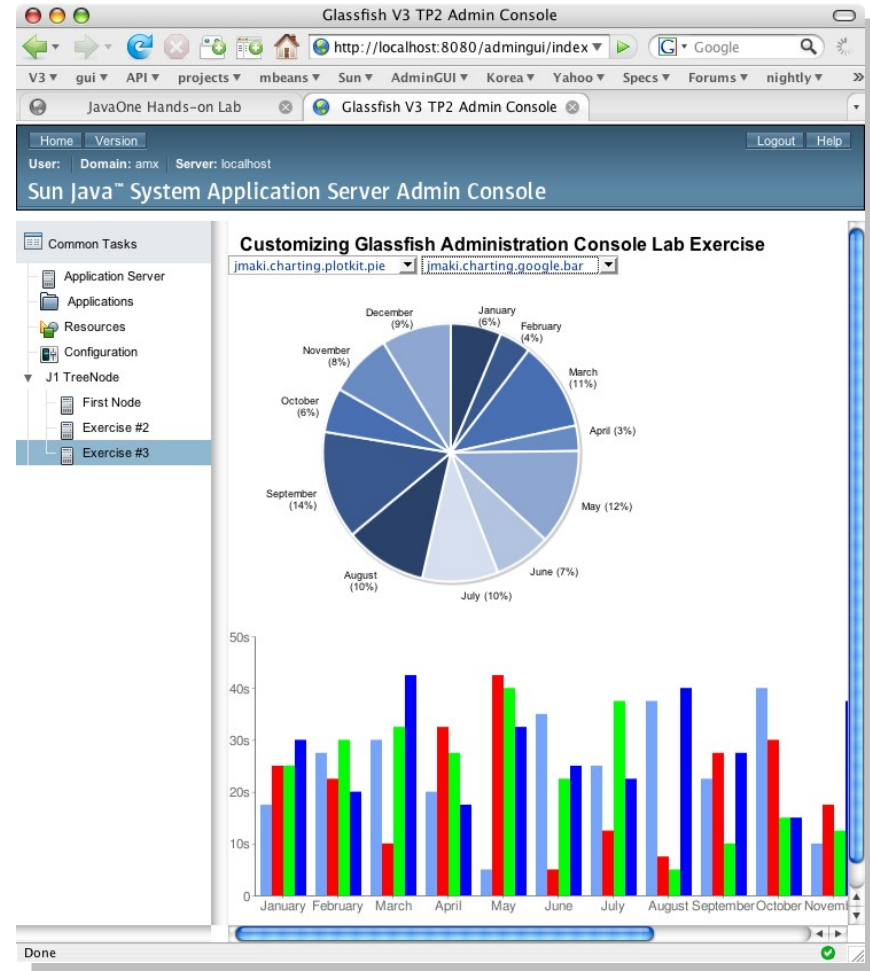 Glassfish V3 TP2 Admin Console
http://localhost:8080/admingui/index
G Google
V3 gui API projects mbeans Sun AdminGUI Korea Yahoo Specs Forums nightly »
JavaOne Hands-on Lab Glassfish V3 TP2 Admin Console
Home Version Logout Help
User: Domain: amx Server: localhost
Sun Java™ System Application Server Admin Console
Common Tasks
Application Server
Applications
Resources
Configuration
J1 TreeNode
First Node
Exercise #2
Exercise #3
Customizing Glassfish Administration Console Lab Exercise
jmaki.charting.plotkit.pie jmaki.charting.google.bar
January
(6%)
February
(4%)
March
(11%)
April (3%)
May (12%)
June (7%)
July (10%)
August
(10%)
September
(14%)
October
(6%)
November
(8%)
December
(9%)
50s
40s
30s
20s
10s
0
January February March April May June July August September October Novem
Done